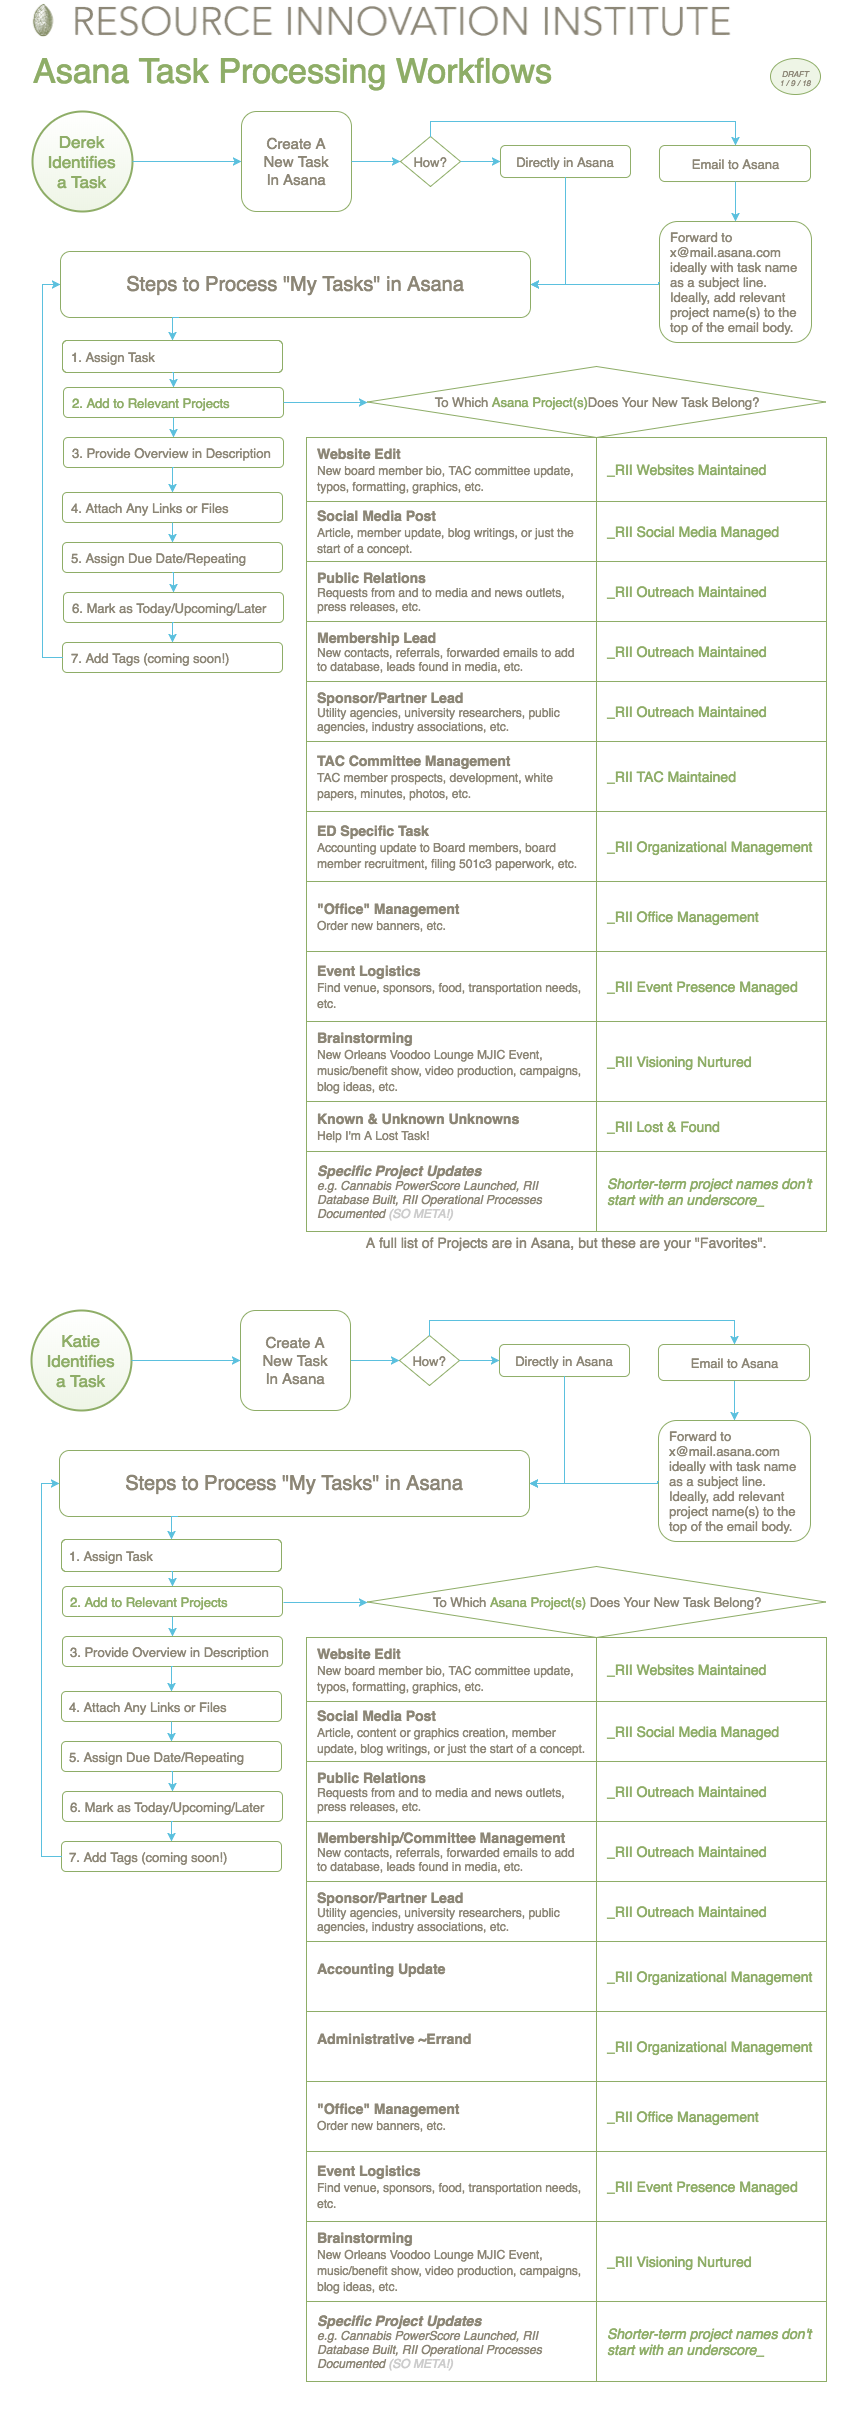 RESOURCE INNOVATION INSTITUTE
Asana Task Processing Workflows
DRAFT
1 / 9 / 18
Derek
Identifies
a Task
Create A
New Task
In Asana
How?
Directly in Asana
Email to Asana
Forward to
x@mail.asana.com
ideally with task name
as a subject line.
Ideally, add relevant
project name(s) to the
top of the email body.
Steps to Process "My Tasks" in Asana
1. Assign Task
2. Add to Relevant Projects
3. Provide Overview in Description
4. Attach Any Links or Files
5. Assign Due Date/Repeating
6. Mark as Today/Upcoming/Later
7. Add Tags (coming soon!)
To Which Asana Project(s)Does Your New Task Belong?
Website Edit
New board member bio, TAC committee update,
typos, formatting, graphics, etc.
_RII Websites Maintained
Social Media Post
Article, member update, blog writings, or just the
start of a concept.
_RII Social Media Managed
Public Relations
Requests from and to media and news outlets,
press releases, etc.
_RII Outreach Maintained
Membership Lead
New contacts, referrals, forwarded emails to add
to database, leads found in media, etc.
_RII Outreach Maintained
Sponsor/Partner Lead
Utility agencies, university researchers, public
agencies, industry associations, etc.
_RII Outreach Maintained
TAC Committee Management
TAC member prospects, development, white
papers, minutes, photos, etc.
_RII TAC Maintained
ED Specific Task
Accounting update to Board members, board
member recruitment, filing 501c3 paperwork, etc.
_RII Organizational Management
"Office" Management
Order new banners, etc.
_RII Office Management
Event Logistics
Find venue, sponsors, food, transportation needs,
etc.
_RII Event Presence Managed
Brainstorming
New Orleans Voodoo Lounge MJIC Event,
music/benefit show, video production, campaigns,
blog ideas, etc.
_RII Visioning Nurtured
Known & Unknown Unknowns
Help I'm A Lost Task!
_RII Lost & Found
Specific Project Updates
e.g. Cannabis PowerScore Launched, RII
Database Built, RII Operational Processes
Documented (SO META!)
Shorter-term project names don't
start with an underscore_
A full list of Projects are in Asana, but these are your "Favorites".
Katie
Identifies
a Task
Create A
New Task
In Asana
How?
Directly in Asana
Email to Asana
Forward to
x@mail.asana.com
ideally with task name
as a subject line.
Ideally, add relevant
project name(s) to the
top of the email body.
Steps to Process "My Tasks" in Asana
1. Assign Task
2. Add to Relevant Projects
3. Provide Overview in Description
4. Attach Any Links or Files
5. Assign Due Date/Repeating
6. Mark as Today/Upcoming/Later
7. Add Tags (coming soon!)
To Which Asana Project(s) Does Your New Task Belong?
Website Edit
New board member bio, TAC committee update,
typos, formatting, graphics, etc.
_RII Websites Maintained
Social Media Post
Article, content or graphics creation, member
update, blog writings, or just the start of a concept.
_RII Social Media Managed
Public Relations
Requests from and to media and news outlets,
press releases, etc.
_RII Outreach Maintained
Membership/Committee Management
New contacts, referrals, forwarded emails to add
to database, leads found in media, etc.
_RII Outreach Maintained
Sponsor/Partner Lead
Utility agencies, university researchers, public
agencies, industry associations, etc.
_RII Outreach Maintained
Accounting Update
_RII Organizational Management
Administrative ~Errand
_RII Organizational Management
"Office" Management
Order new banners, etc.
_RII Office Management
Event Logistics
Find venue, sponsors, food, transportation needs,
etc.
_RII Event Presence Managed
Brainstorming
New Orleans Voodoo Lounge MJIC Event,
music/benefit show, video production, campaigns,
blog ideas, etc.
_RII Visioning Nurtured
Specific Project Updates
e.g. Cannabis PowerScore Launched, RII
Database Built, RII Operational Processes
Documented (SO META!)
Shorter-term project names don't
start with an underscore_